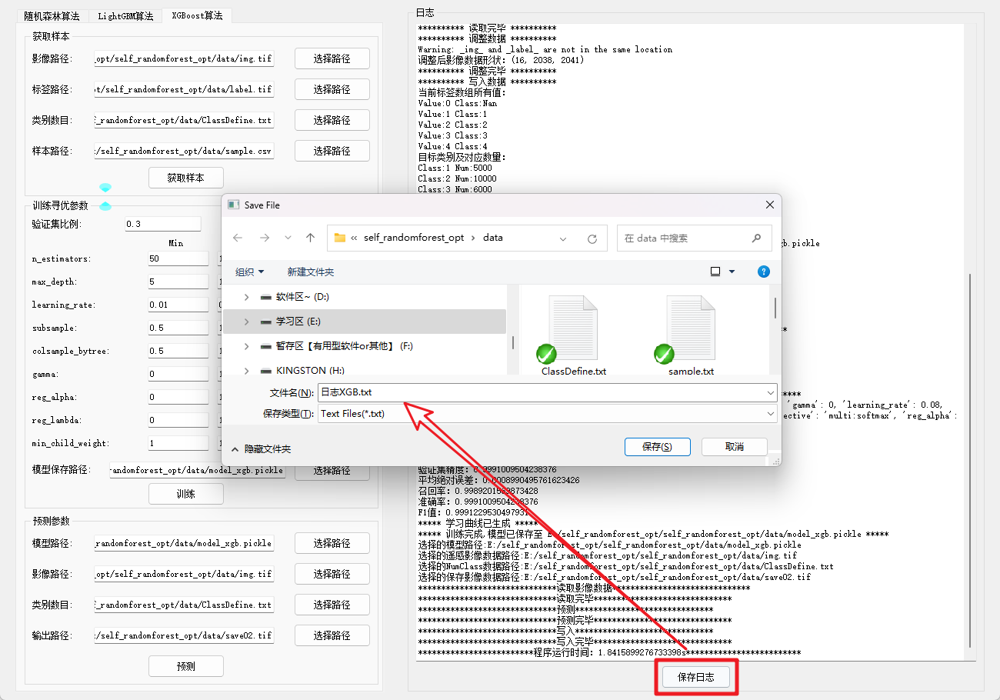 随机森林算法
LightGBM算法
XGBoost算法
获取样本
影像路径:
_opt/self_randomforest_opt/data/img.tif
选择路径
标签路径:
t/self_randomforest_opt/data/label.tif
选择路径
类别数目:
f_randomforest_opt/data/ClassDefine.txt
选择路径
样本路径:
:/self_randomforest_opt/data/sample.csv
选择路径
获取样本
训练寻优参数
验证集比例:
0.3
Min
n_estimators:
50
max_depth:
5
learning_rate:
0.01
subsample:
0.5
colsample_bytree:
0.5
gamma:
0
reg_alpha:
0
reg_lambda:
0
min_child_weight:
1
模型保存路径:
randomforest_opt/data/model_xgb.pickle
选择路径
训练
预测参数
模型路径:
_randomforest_opt/data/model_xgb.pickle
选择路径
影像路径:
_opt/self_randomforest_opt/data/img.tif
选择路径
类别数目:
f_randomforest_opt/data/ClassDefine.txt
选择路径
输出路径:
:/self_randomforest_opt/data/save02.tif
选择路径
预测
日志
********** 读取完毕 **********
********** 调整数据 **********
Warning: _img_ and _label_ are not in the same location
调整后影像数据形状: (16, 2038, 2041)
********** 调整完毕 **********
********** 写入数据 **********
当前标签数组所有值:
Value:0 Class:Nan
Value:1 Class:1
Value:2 Class:2
Value:3 Class:3
Value:4 Class:4
目标类别及对应数量:
Class:1 Num:5000
Class:2 Num:10000
Class:3 Num:6000
gb.pickle
*
****
'gamma': 0, 'learning_rate': 0.08,
ective': 'multi:softmax', 'reg_alpha':
Save File
« self_randomforest_opt › data
在 data 中搜索
组织
新建文件夹
?
软件区~ (D:)
学习区 (E:)
暂存区【有用型软件or其他】 (F:)
KINGSTON (H:)
ClassDefine.txt
sample.txt
文件名(N): 日志XGB.txt
保存类型(T): Text Files(*.txt)
隐藏文件夹
保存(S)
取消
验证集精度: 0.9991009504238376
平均绝对误差: 0.0008990495761623426
召回率: 0.9989201
准确率: 0.9991009504238376
F1值: 0.9991229530497
***** 学习曲线已生成 *****
***** 训练完成,模型已保存至 E:/self_randomforest_opt/self_randomforest_opt/data/model_xgb.pickle *****
选择的模型路径:E:/self_randomforest_opt/self_randomforest_opt/data/model_xgb.pickle
选择的遥感影像数据路径:E:/self_randomforest_opt/self_randomforest_opt/data/img.tif
选择的NumClass数据路径:E:/self_randomforest_opt/self_randomforest_opt/data/ClassDefine.txt
选择的保存影像数据路径:E:/self_randomforest_opt/self_randomforest_opt/data/save02.tif
******************************读取影像数据******************************
******************************读取完毕******************************
******************************预测******************************
******************************预测完毕******************************
******************************写入******************************
******************************写入完毕******************************
*************************程序运行时间: 1.8415899276733398s*************************
保存日志